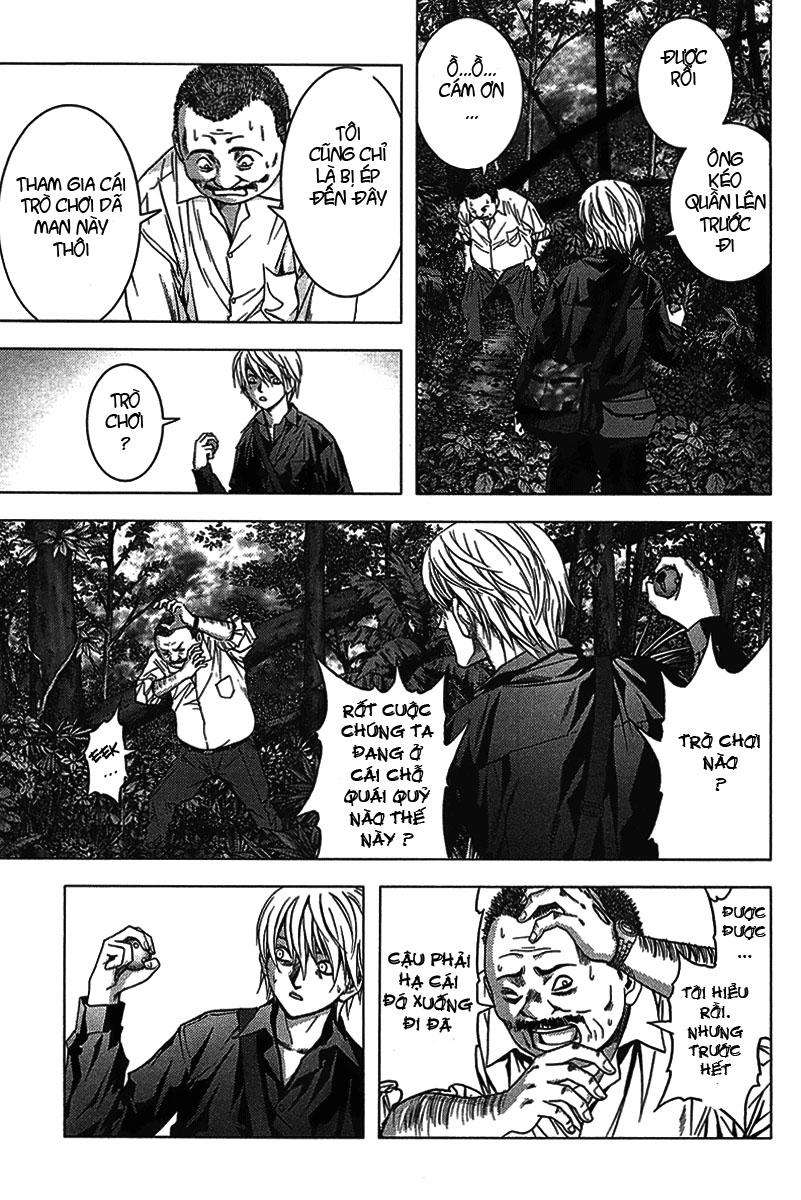 ĐƯỢC
RỒI
ÔNG
KÉO
QUẦN LÊN
TRƯỚC
ĐI
Ồ...Ồ...
CÁM ƠN
...
TÔI
CŨNG CHỈ
LÀ BỊ ÉP
ĐẾN ĐÂY
THAM GIA CÁI
TRÒ CHƠI DÃ
MAN NÀY
THÔI
TRÒ
CHƠI
?
TRÒ CHƠI
NÀO
?
RỐT CUỘC
CHÚNG TA
ĐANG Ở
CÁI CHỖ
QUÁI QUỶ
NÀO THẾ
NÀY ?
EEK
...
ĐƯỢC
ĐƯỢC
...
TÔI HIỂU
RỒI.
NHƯNG
TRƯỚC
HẾT
CẬU PHẢI
HẠ CÁI
ĐÓ XUỐNG
ĐI ĐÃ